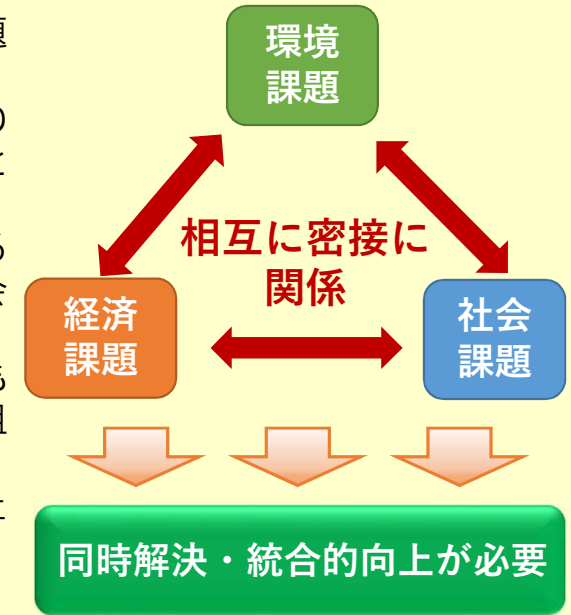 環境
課題
相互に密接に
関係
経済
課題
社会
課題
同時解決・統合的向上が必要